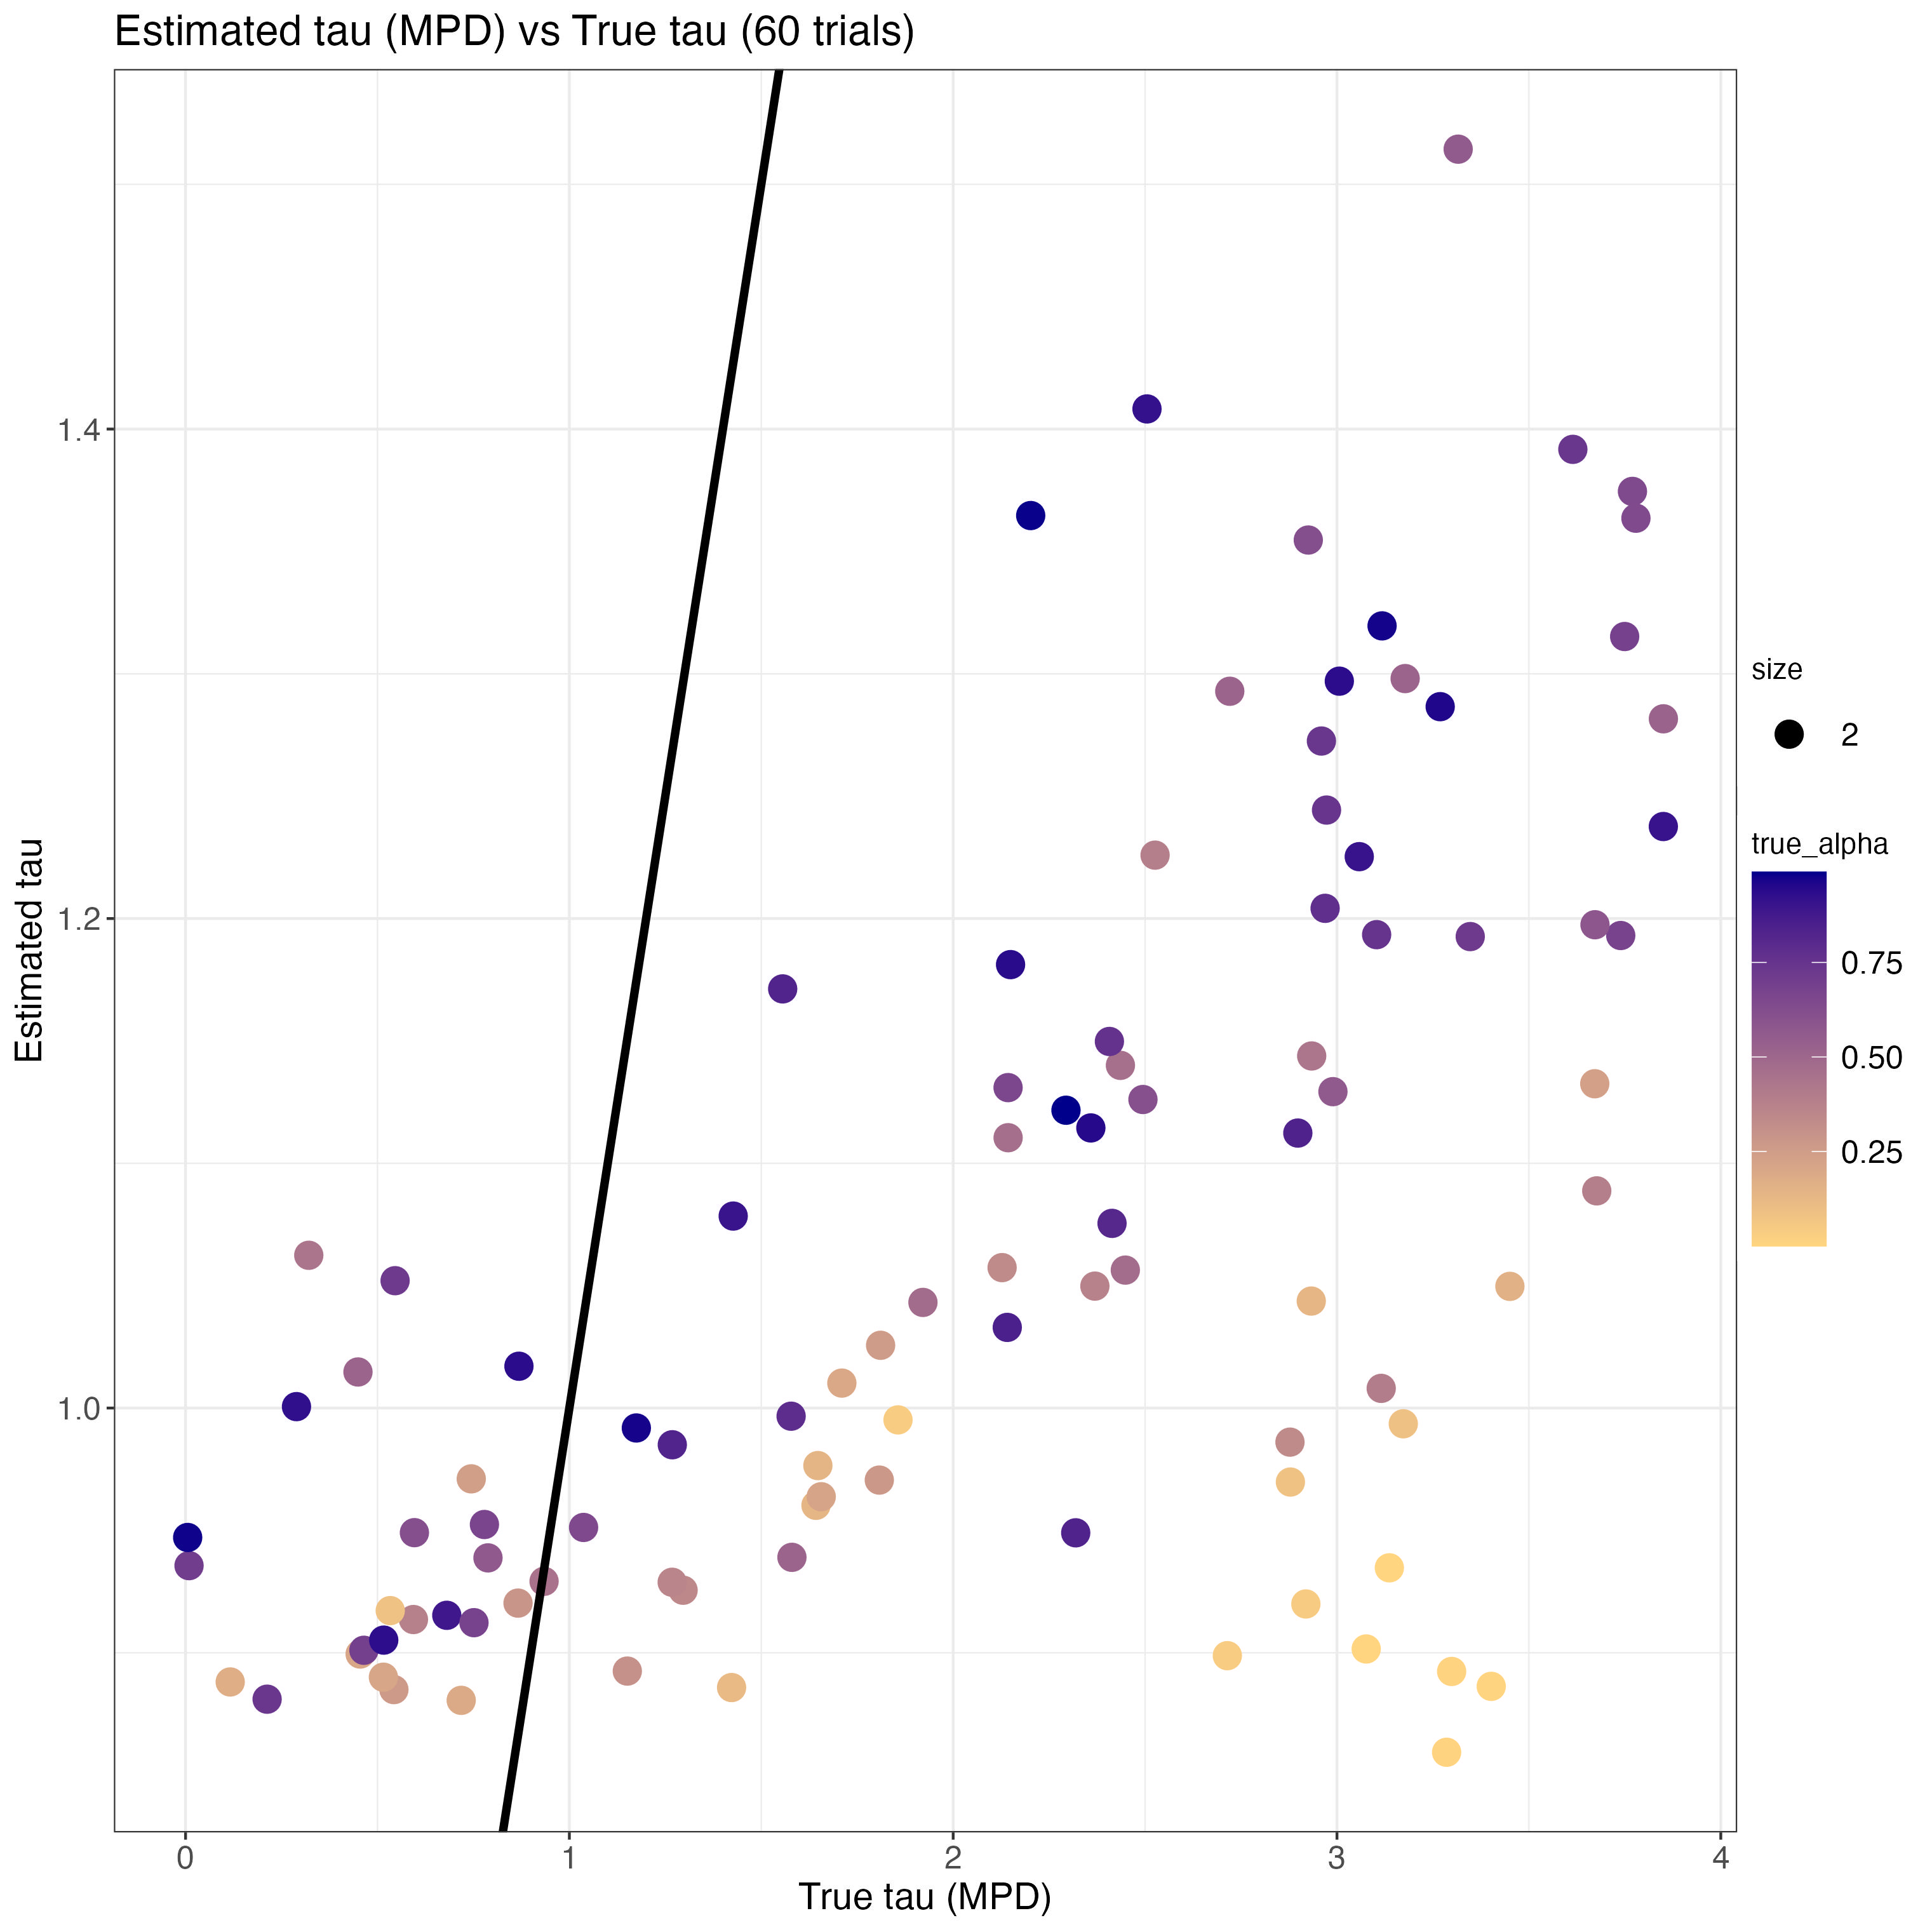 Estimated tau (MPD) vs True tau (60 trials)
Estimated tau
1.4
1.2
1.0
0 1 2 3 4
True tau (MPD)
size
2
true_alpha
0.75
0.50
0.25